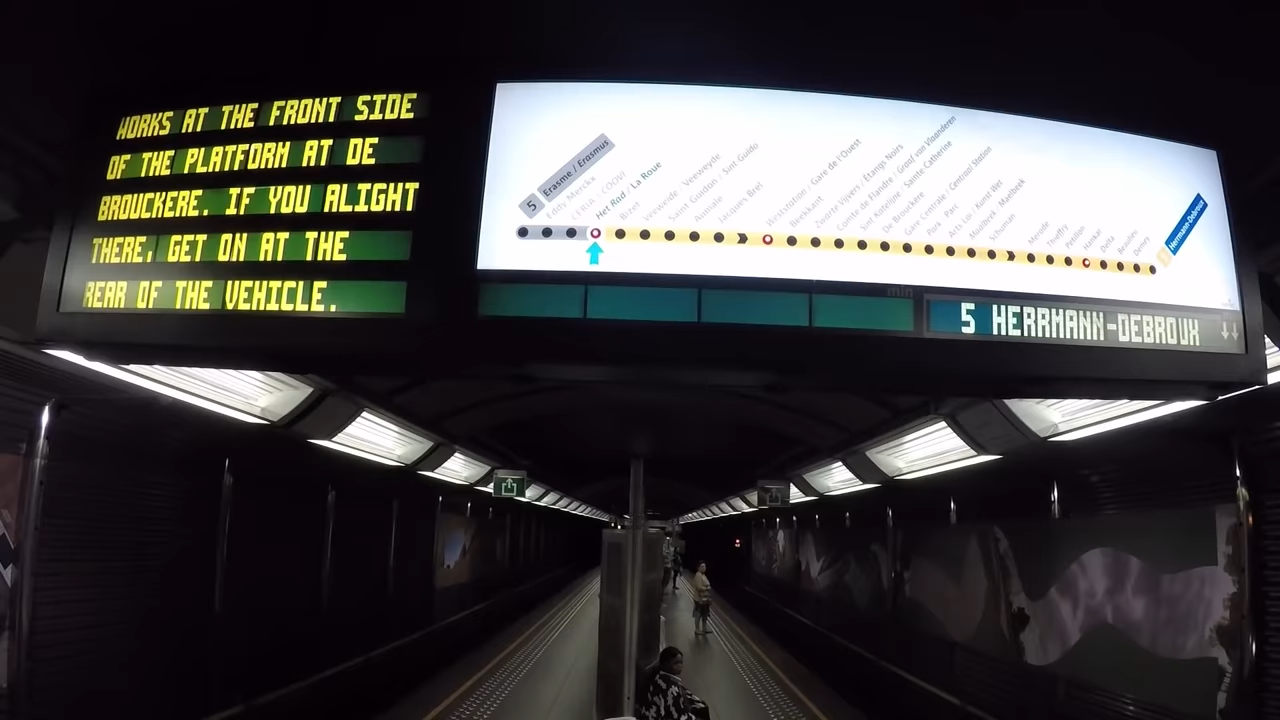 WORKS AT THE FRONT SIDE
OF THE PLATFORM AT DE
BROUCKERE. IF YOU ALIGHT
THERE, GET ON AT THE
REAR OF THE VEHICLE.
5 Erasme / Erasmus
Eddy Merckx
CERIA / COOVI
Het Rad / La Roue
Bizet
Veeweide - Veeweyde
Saint-Guidon / Sint-Guido
Aumale
Jacques Brel
Weststation / Gare de l'Ouest
Beekkant
Zwarte Vijvers / Étangs Noirs
Comte de Flandre / Graaf van Vlaanderen
Sint-Katelijne - Sainte-Catherine
De Brouckère
Gare Centrale / Centraal Station
Park / Parc
Arts-Loi / Kunst-Wet
Maalbeek / Maelbeek
Schuman
Merode
Thieffry
Pétillon
Hankar
Delta
Beaulieu
Demey
Herrmann-Debroux
min
5 HERRMANN-DEBROUX